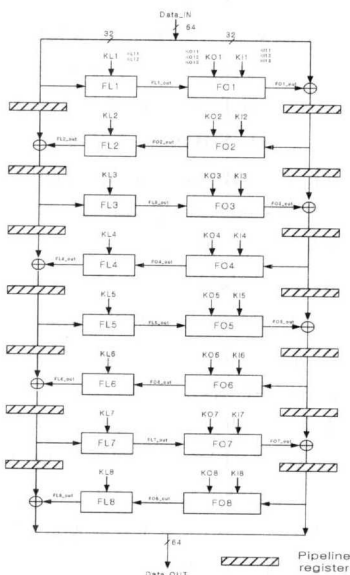 Data_IN
64
32 32
KL1 KO1 KI1
FL1 FL1_out FO1 FO1_out
KL2 KO2 KI2
FL2_out FL2 FO2_out FO2
KL3 KO3 KI3
FL3 FL3_out FO3
KL4 KO4 KI4
FL4_out FL4 FO4_out FO4
KL5 KO5 KI5
FL5 FL5_out FO5 FO5_out
KL6 KO6 KI6
FL6_out FL6 FO6_out FO6
KL7 KO7 KI7
FL7 FL7_out FO7 FO7_out
KL8 KO8 KI8
FL8_out FL8 FO8_out FO8
64
Data_OUT
Pipeline
register